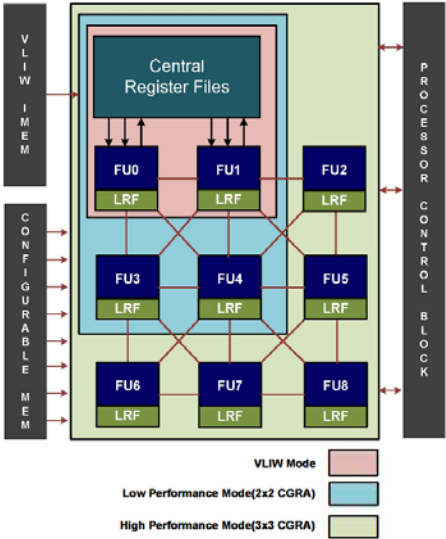 VLIW IMEM
CONFIGURABLE MEM
Central
Register Files
FU0
LRF
FU1
LRF
FU2
LRF
FU3
LRF
FU4
LRF
FU5
LRF
FU6
LRF
FU7
LRF
FU8
LRF
PROCESSOR CONTROL BLOCK
VLIW Mode
Low Performance Mode(2x2 CGRA)
High Performance Mode(3x3 CGRA)